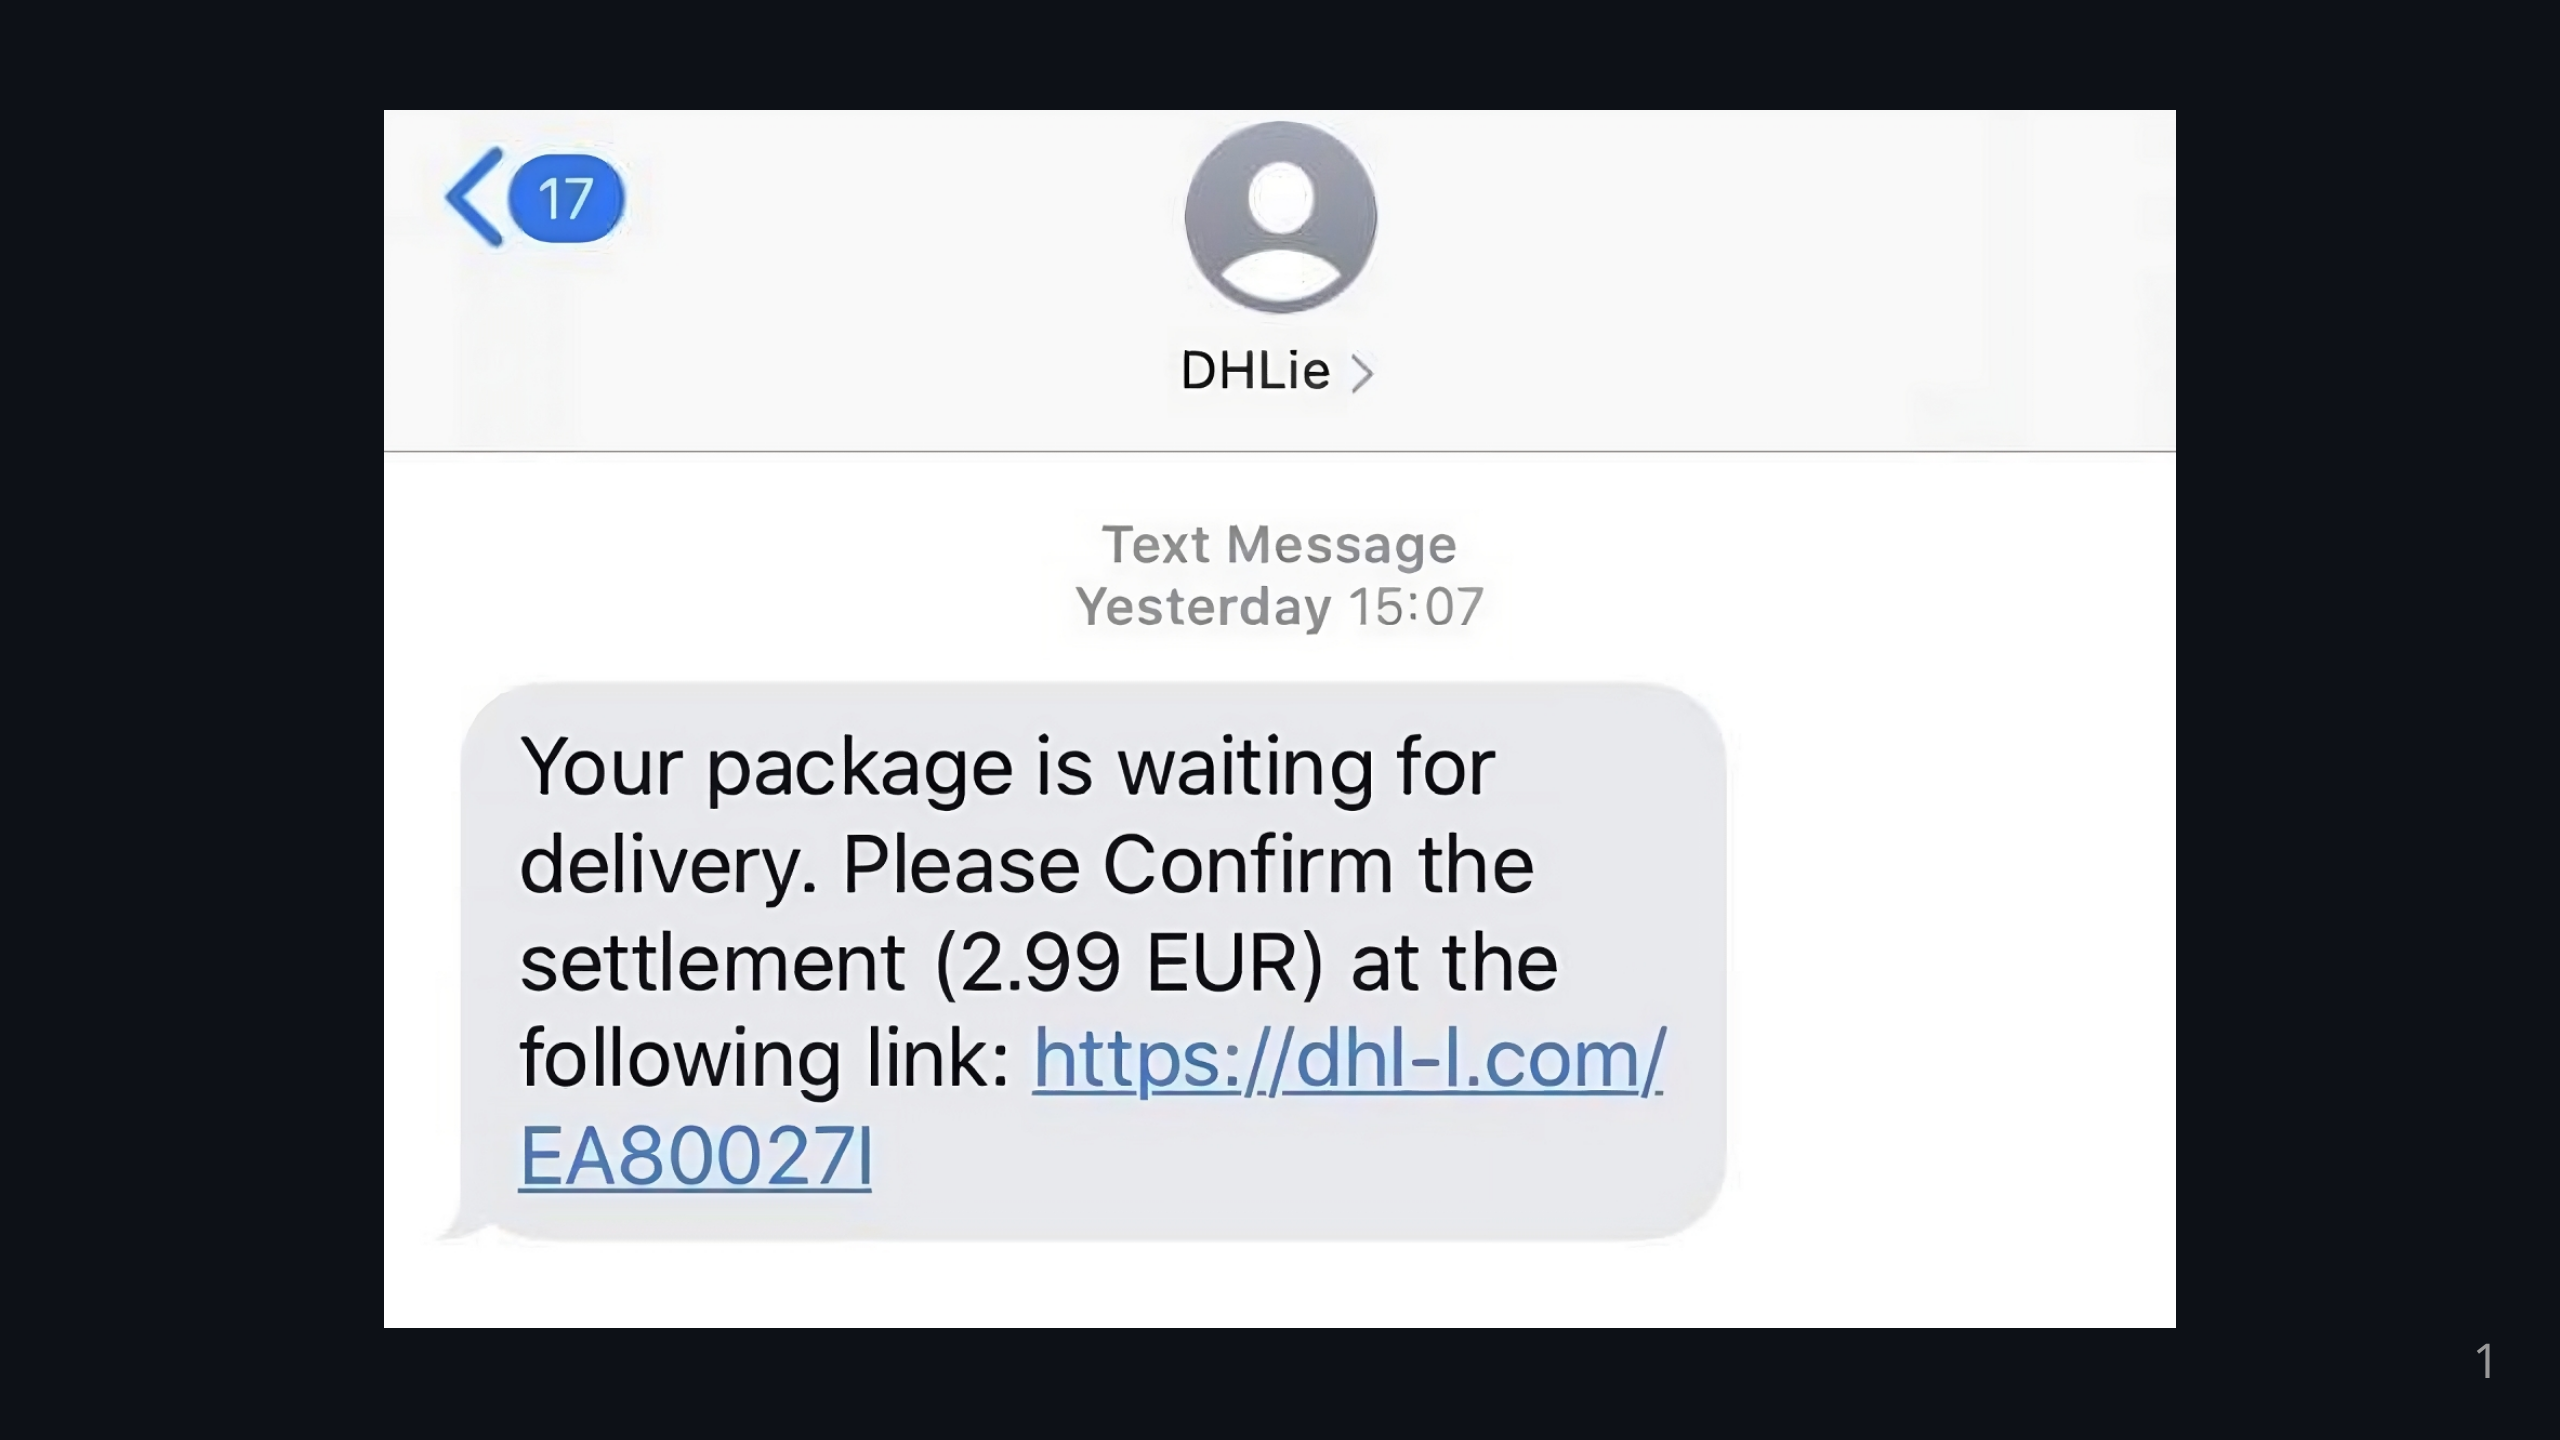 17
DHLie
Text Message
Yesterday 15:07
Your package is waiting for
delivery. Please Confirm the
settlement (2.99 EUR) at the
following link: https://dhl-l.com/
EA80027I
1